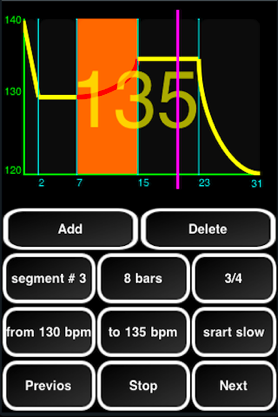 140
135
130
120
2 7 15 23 31
Add Delete
segment # 3 8 bars 3/4
from 130 bpm to 135 bpm srart slow
Previos Stop Next